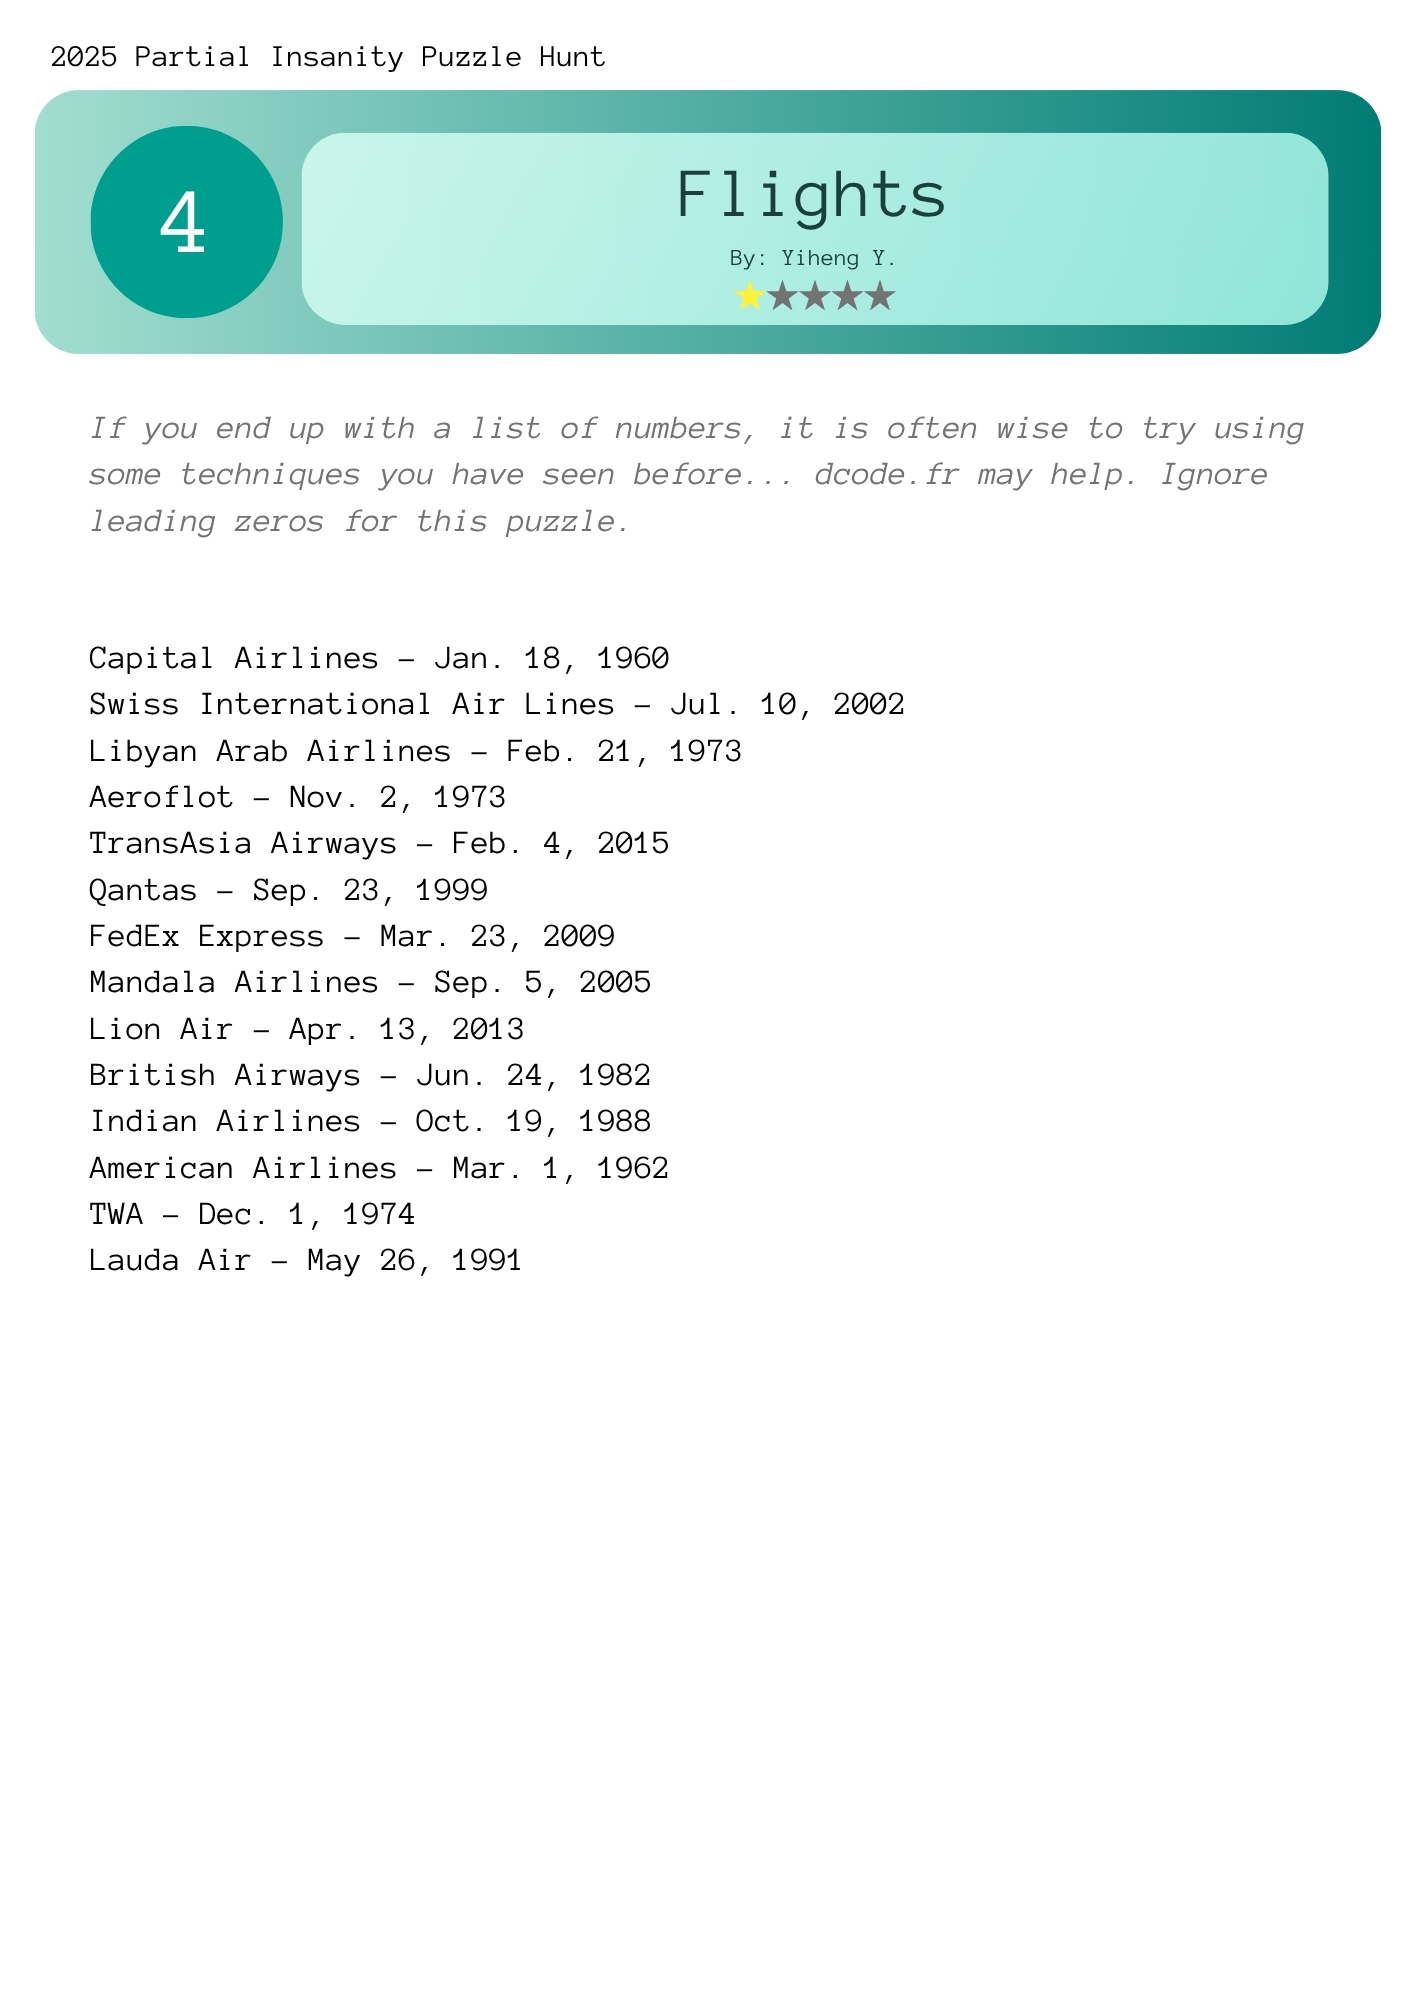 2025 Partial Insanity Puzzle Hunt
4
Flights
By: Yiheng Y.
If you end up with a list of numbers, it is often wise to try using
some techniques you have seen before... dcode.fr may help. Ignore
leading zeros for this puzzle.
Capital Airlines – Jan. 18, 1960
Swiss International Air Lines – Jul. 10, 2002
Libyan Arab Airlines – Feb. 21, 1973
Aeroflot – Nov. 2, 1973
TransAsia Airways – Feb. 4, 2015
Qantas – Sep. 23, 1999
FedEx Express – Mar. 23, 2009
Mandala Airlines – Sep. 5, 2005
Lion Air – Apr. 13, 2013
British Airways – Jun. 24, 1982
Indian Airlines – Oct. 19, 1988
American Airlines – Mar. 1, 1962
TWA – Dec. 1, 1974
Lauda Air – May 26, 1991